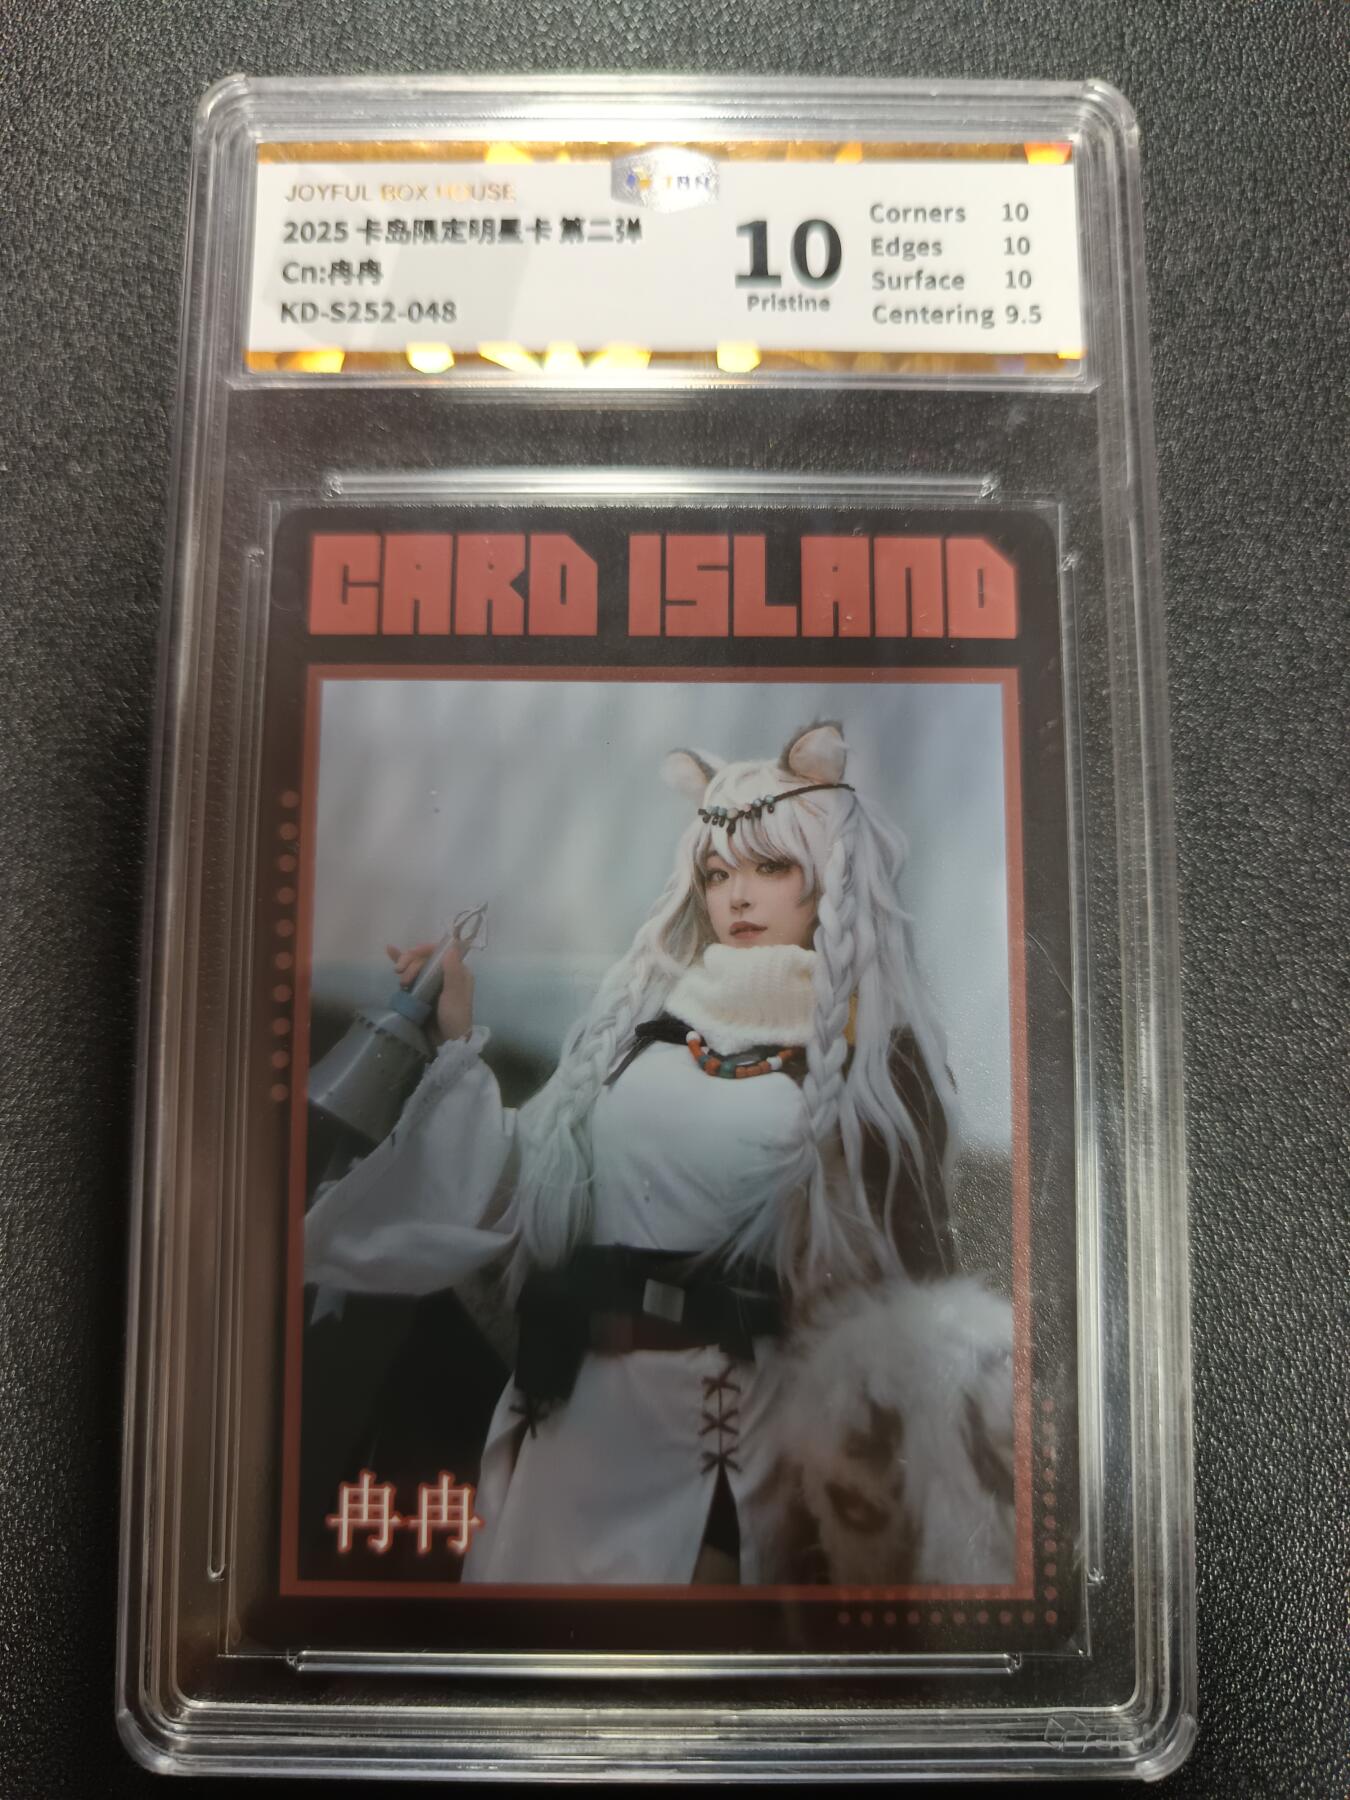 JOYFUL BOX HOUSE
2025 卡岛限定明星卡 第二弹
Cn:冉冉
KD-S252-048
10
Pristine
Corners 10
Edges 10
Surface 10
Centering 9.5
CARD ISLAND
冉冉